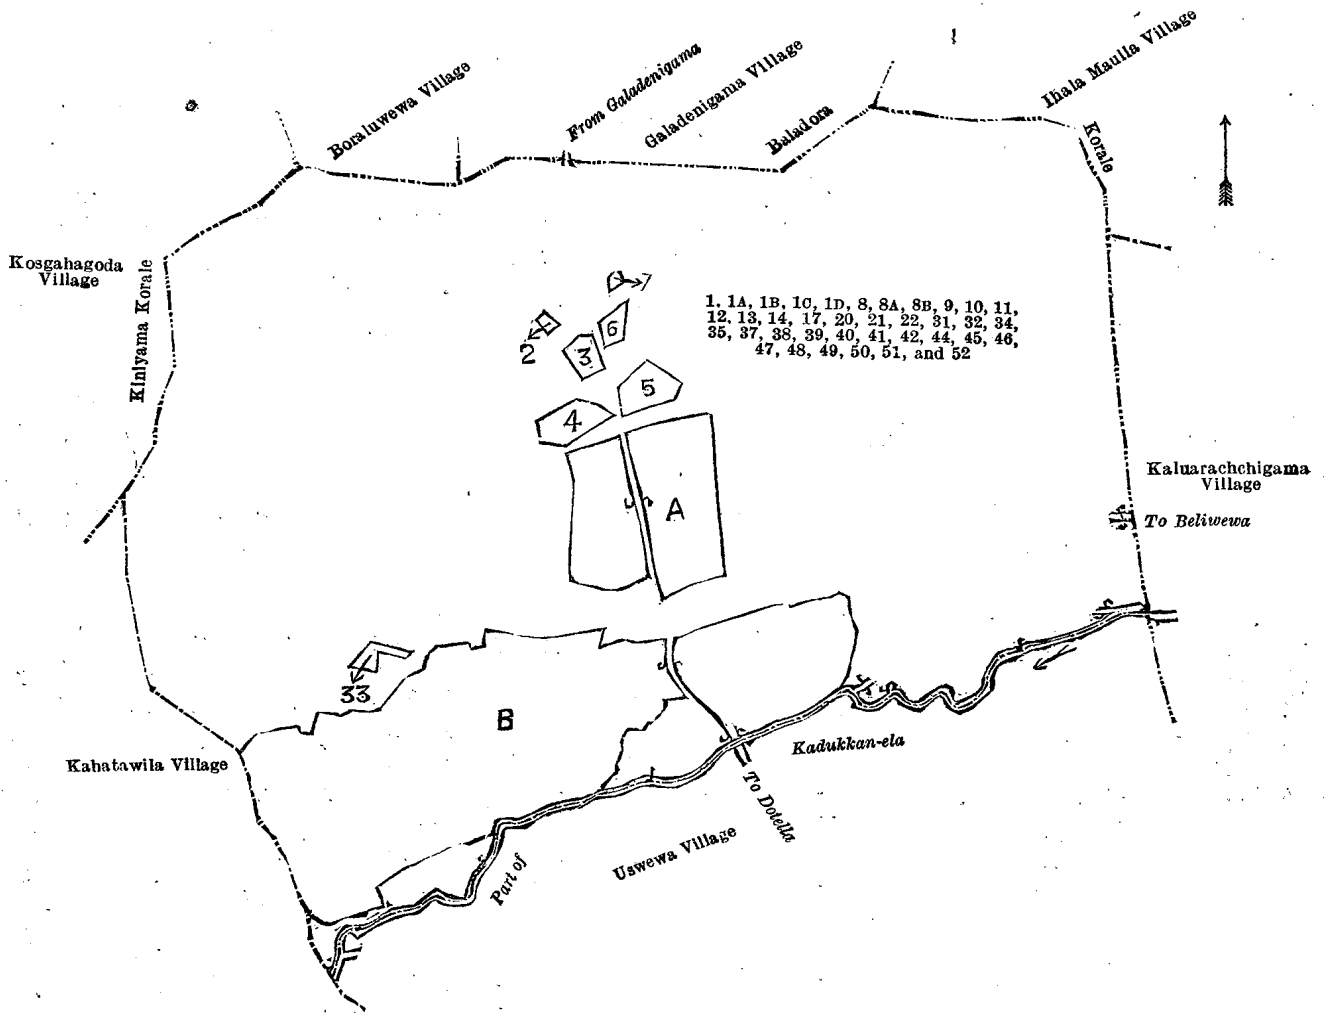 Boraluwewa Village
From Galadenigama
Galadenigama Village
Baladora
Ihala Maulla Village
Korale
Kosgahagoda
Village
Kiniyama Korale
7
1, 1A, 1B, 1C, 1D, 8, 8A, 8B, 9, 10, 11,
12, 13, 14, 17, 20, 21, 22, 31, 32, 34,
35, 37, 38, 39, 40, 41, 42, 44, 45, 46,
47, 48, 49, 50, 51, and 52
6
2
3
5
4
A
Kaluarachchigama
Village
To Beliwewa
33
B
Kahatawila Village
Kadukkan-ela
To Dotella
Uswewa Village
Part of